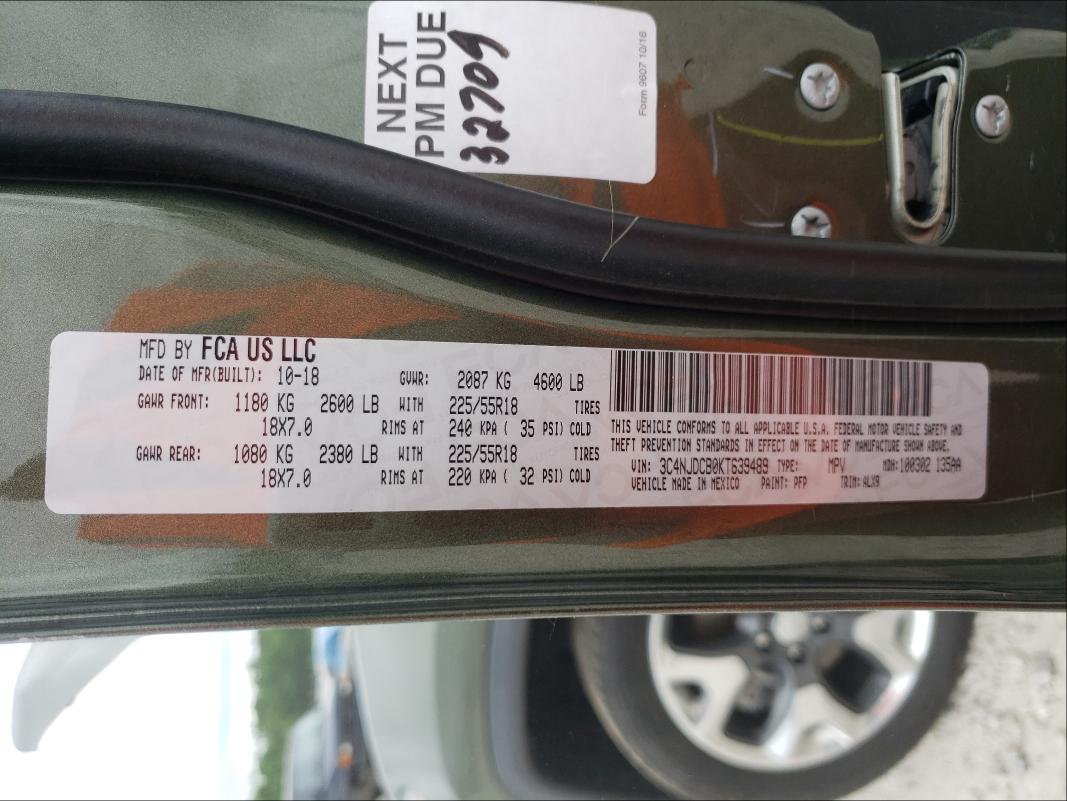 NEXT
PM DUE
32709
Form 9607 10/16
MFD BY FCA US LLC
DATE OF MFR(BUILT): 10-18 GVWR: 2087 KG 4600 LB
GAWR FRONT: 1180 KG 2600 LB WITH 225/55R18 TIRES
18X7.0 RIMS AT 240 KPA ( 35 PSI) COLD
GAWR REAR: 1080 KG 2380 LB WITH 225/55R18 TIRES
18X7.0 RIMS AT 220 KPA ( 32 PSI) COLD
THIS VEHICLE CONFORMS TO ALL APPLICABLE U.S.A. FEDERAL MOTOR VEHICLE SAFETY AND
THEFT PREVENTION STANDARDS IN EFFECT ON THE DATE OF MANUFACTURE SHOWN ABOVE.
VIN: 3C4NJDCB0KT639489 TYPE: MPV MDH:100302 135AA
VEHICLE MADE IN MEXICO PAINT: PFP TRIM: ALX9